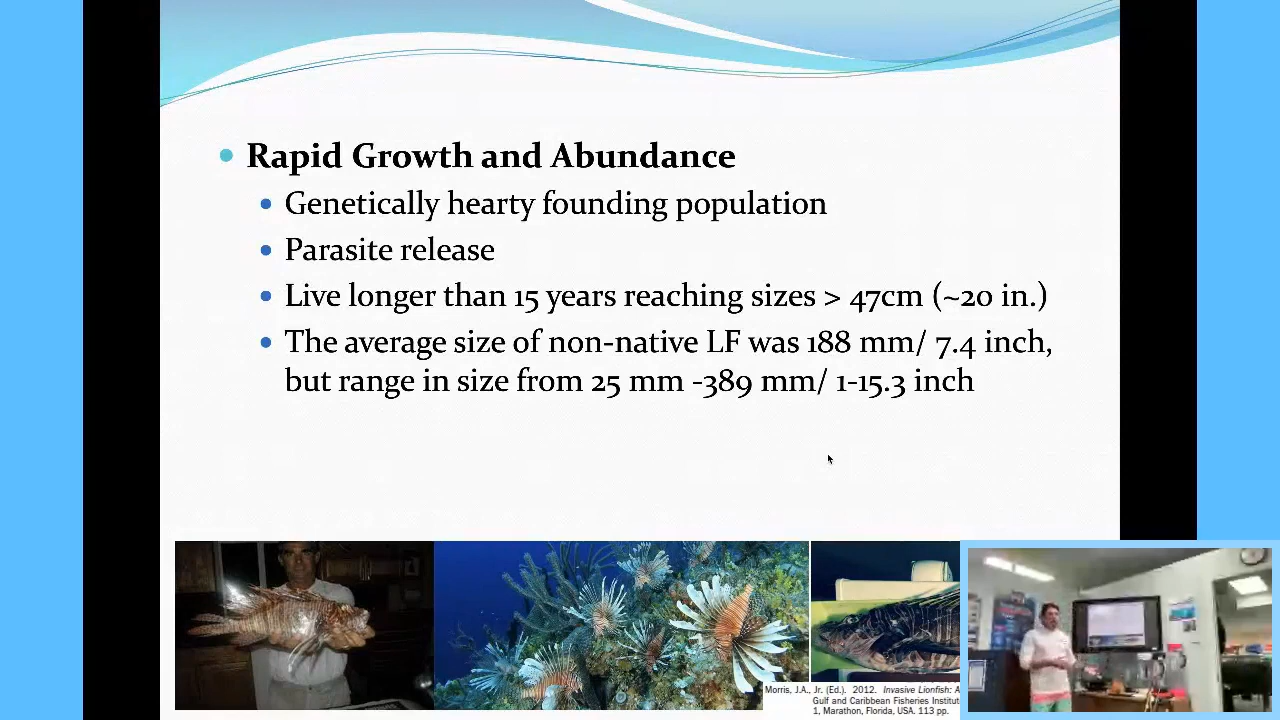 Rapid Growth and Abundance
Genetically hearty founding population
Parasite release
Live longer than 15 years reaching sizes > 47cm (~20 in.)
The average size of non-native LF was 188 mm/ 7.4 inch,
but range in size from 25 mm -389 mm/ 1-15.3 inch
Morris, J.A., Jr. (Ed.). 2012. Invasive Lionfish: A
Gulf and Caribbean Fisheries Institut
1, Marathon, Florida, USA. 113 pp.